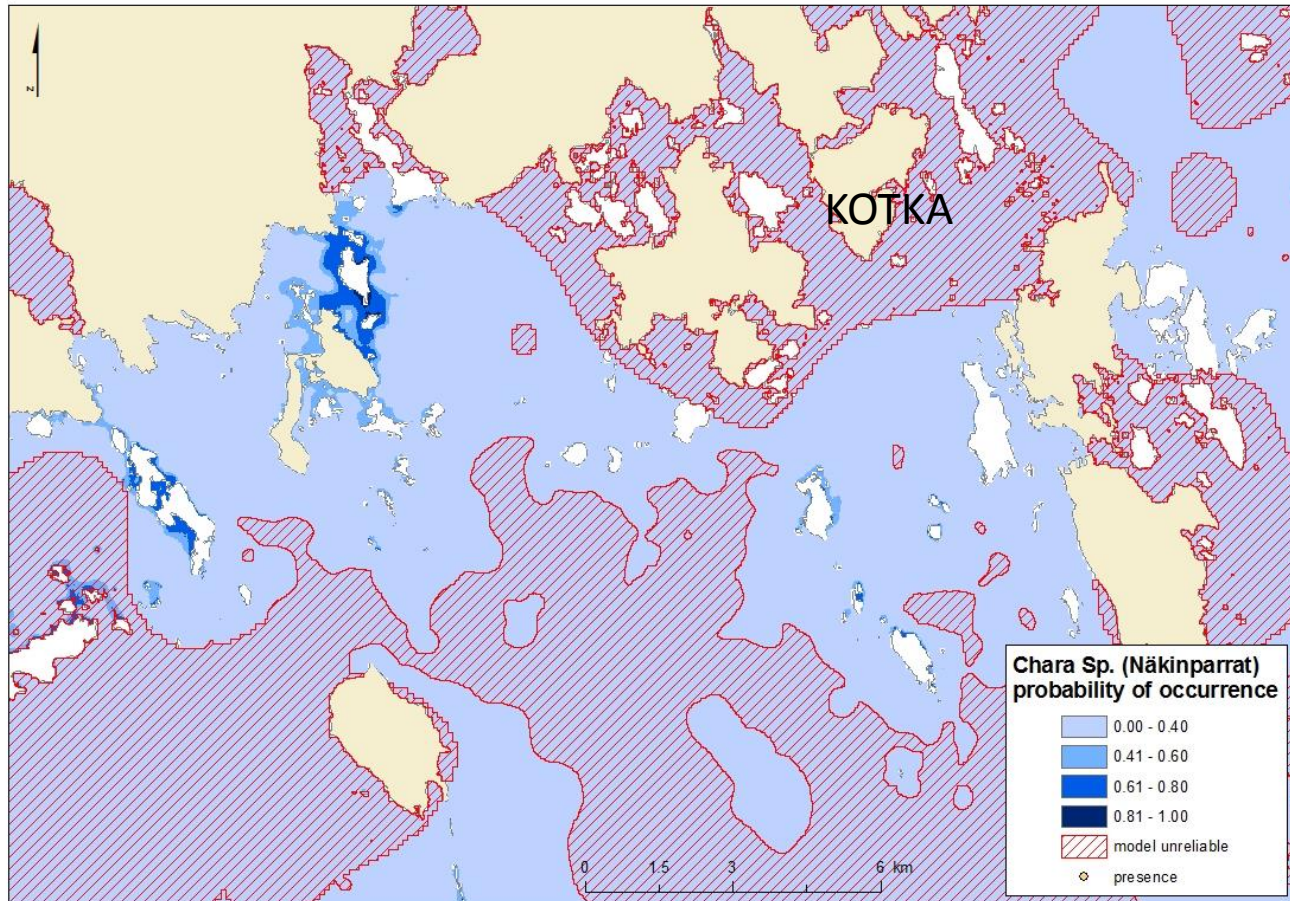 N
KOTKA
Chara Sp. (Näkinparrat)
probability of occurrence
0.00 - 0.40
0.41 - 0.60
0.61 - 0.80
0.81 - 1.00
model unreliable
presence
0 1.5 3 6 km